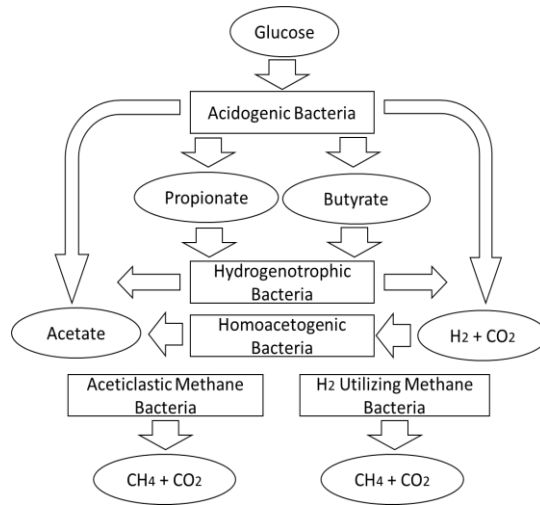 Glucose
Acidogenic Bacteria
Propionate
Butyrate
Hydrogenotrophic
Bacteria
Acetate
Homoacetogenic
Bacteria
H2 + CO2
Aceticlastic Methane
Bacteria
H2 Utilizing Methane
Bacteria
CH4 + CO2
CH4 + CO2